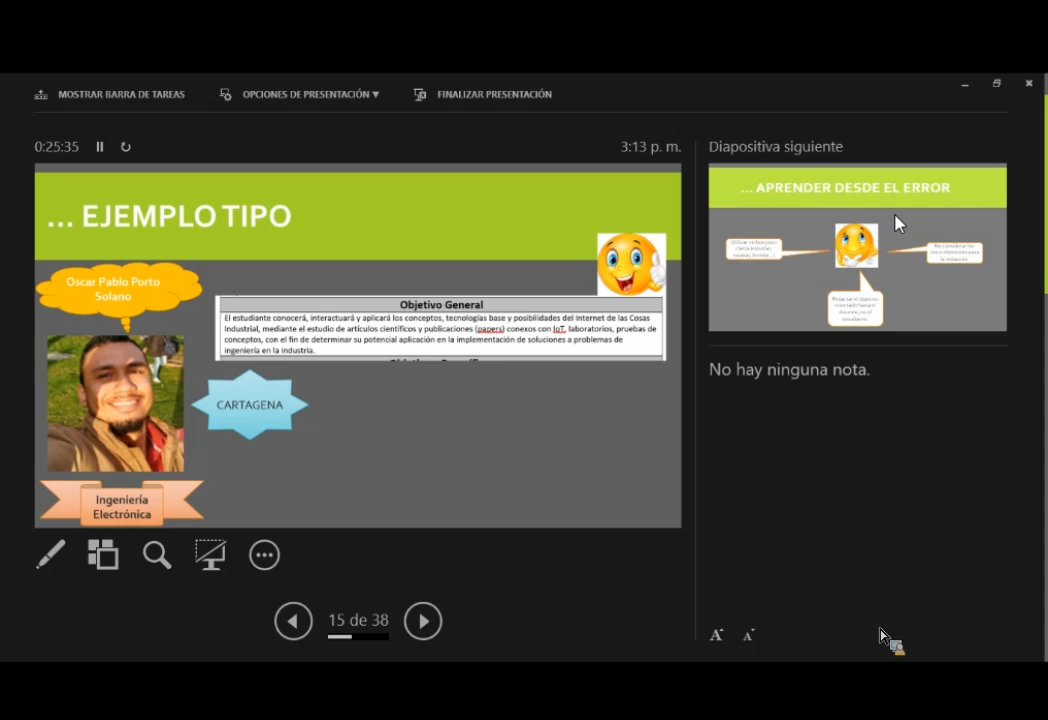 MOSTRAR BARRA DE TAREAS
OPCIONES DE PRESENTACIÓN ▼
FINALIZAR PRESENTACIÓN
0:25:35
3:13 p. m.
... EJEMPLO TIPO
Oscar Pablo Porto
Solano
Objetivo General
El estudiante conocerá, interactuará y aplicará los conceptos, tecnologías base y posibilidades del Internet de las Cosas
Industrial, mediante el estudio de artículos científicos y publicaciones (papers) conexos con IoT, laboratorios, pruebas de
conceptos, con el fin de determinar su potencial aplicación en la implementación de soluciones a problemas de
ingeniería en la industria.
CARTAGENA
Ingeniería
Electrónica
15 de 38
Diapositiva siguiente
... APRENDER DESDE EL ERROR
No hay ninguna nota.
A A